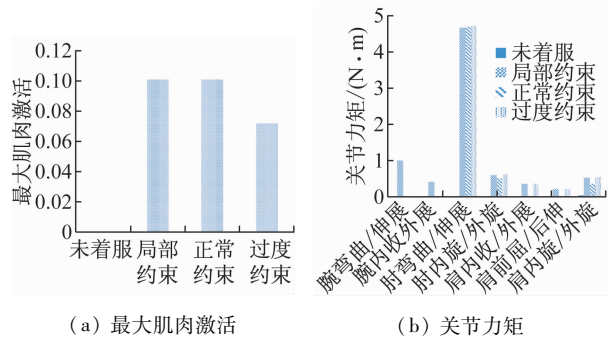 0.12
0.10
0.08
0.06
0.04
0.02
0
最大肌肉激活
未着服 局部约束 正常约束 过度约束
(a) 最大肌肉激活
5
4
3
2
1
0
关节力矩/(N·m)
未着服
局部约束
正常约束
过度约束
腕弯曲/伸展
腕内收外展
肘弯曲/伸展
肘内旋/外旋
肩内收/外展
肩前屈/后伸
肩内旋/外旋
(b) 关节力矩